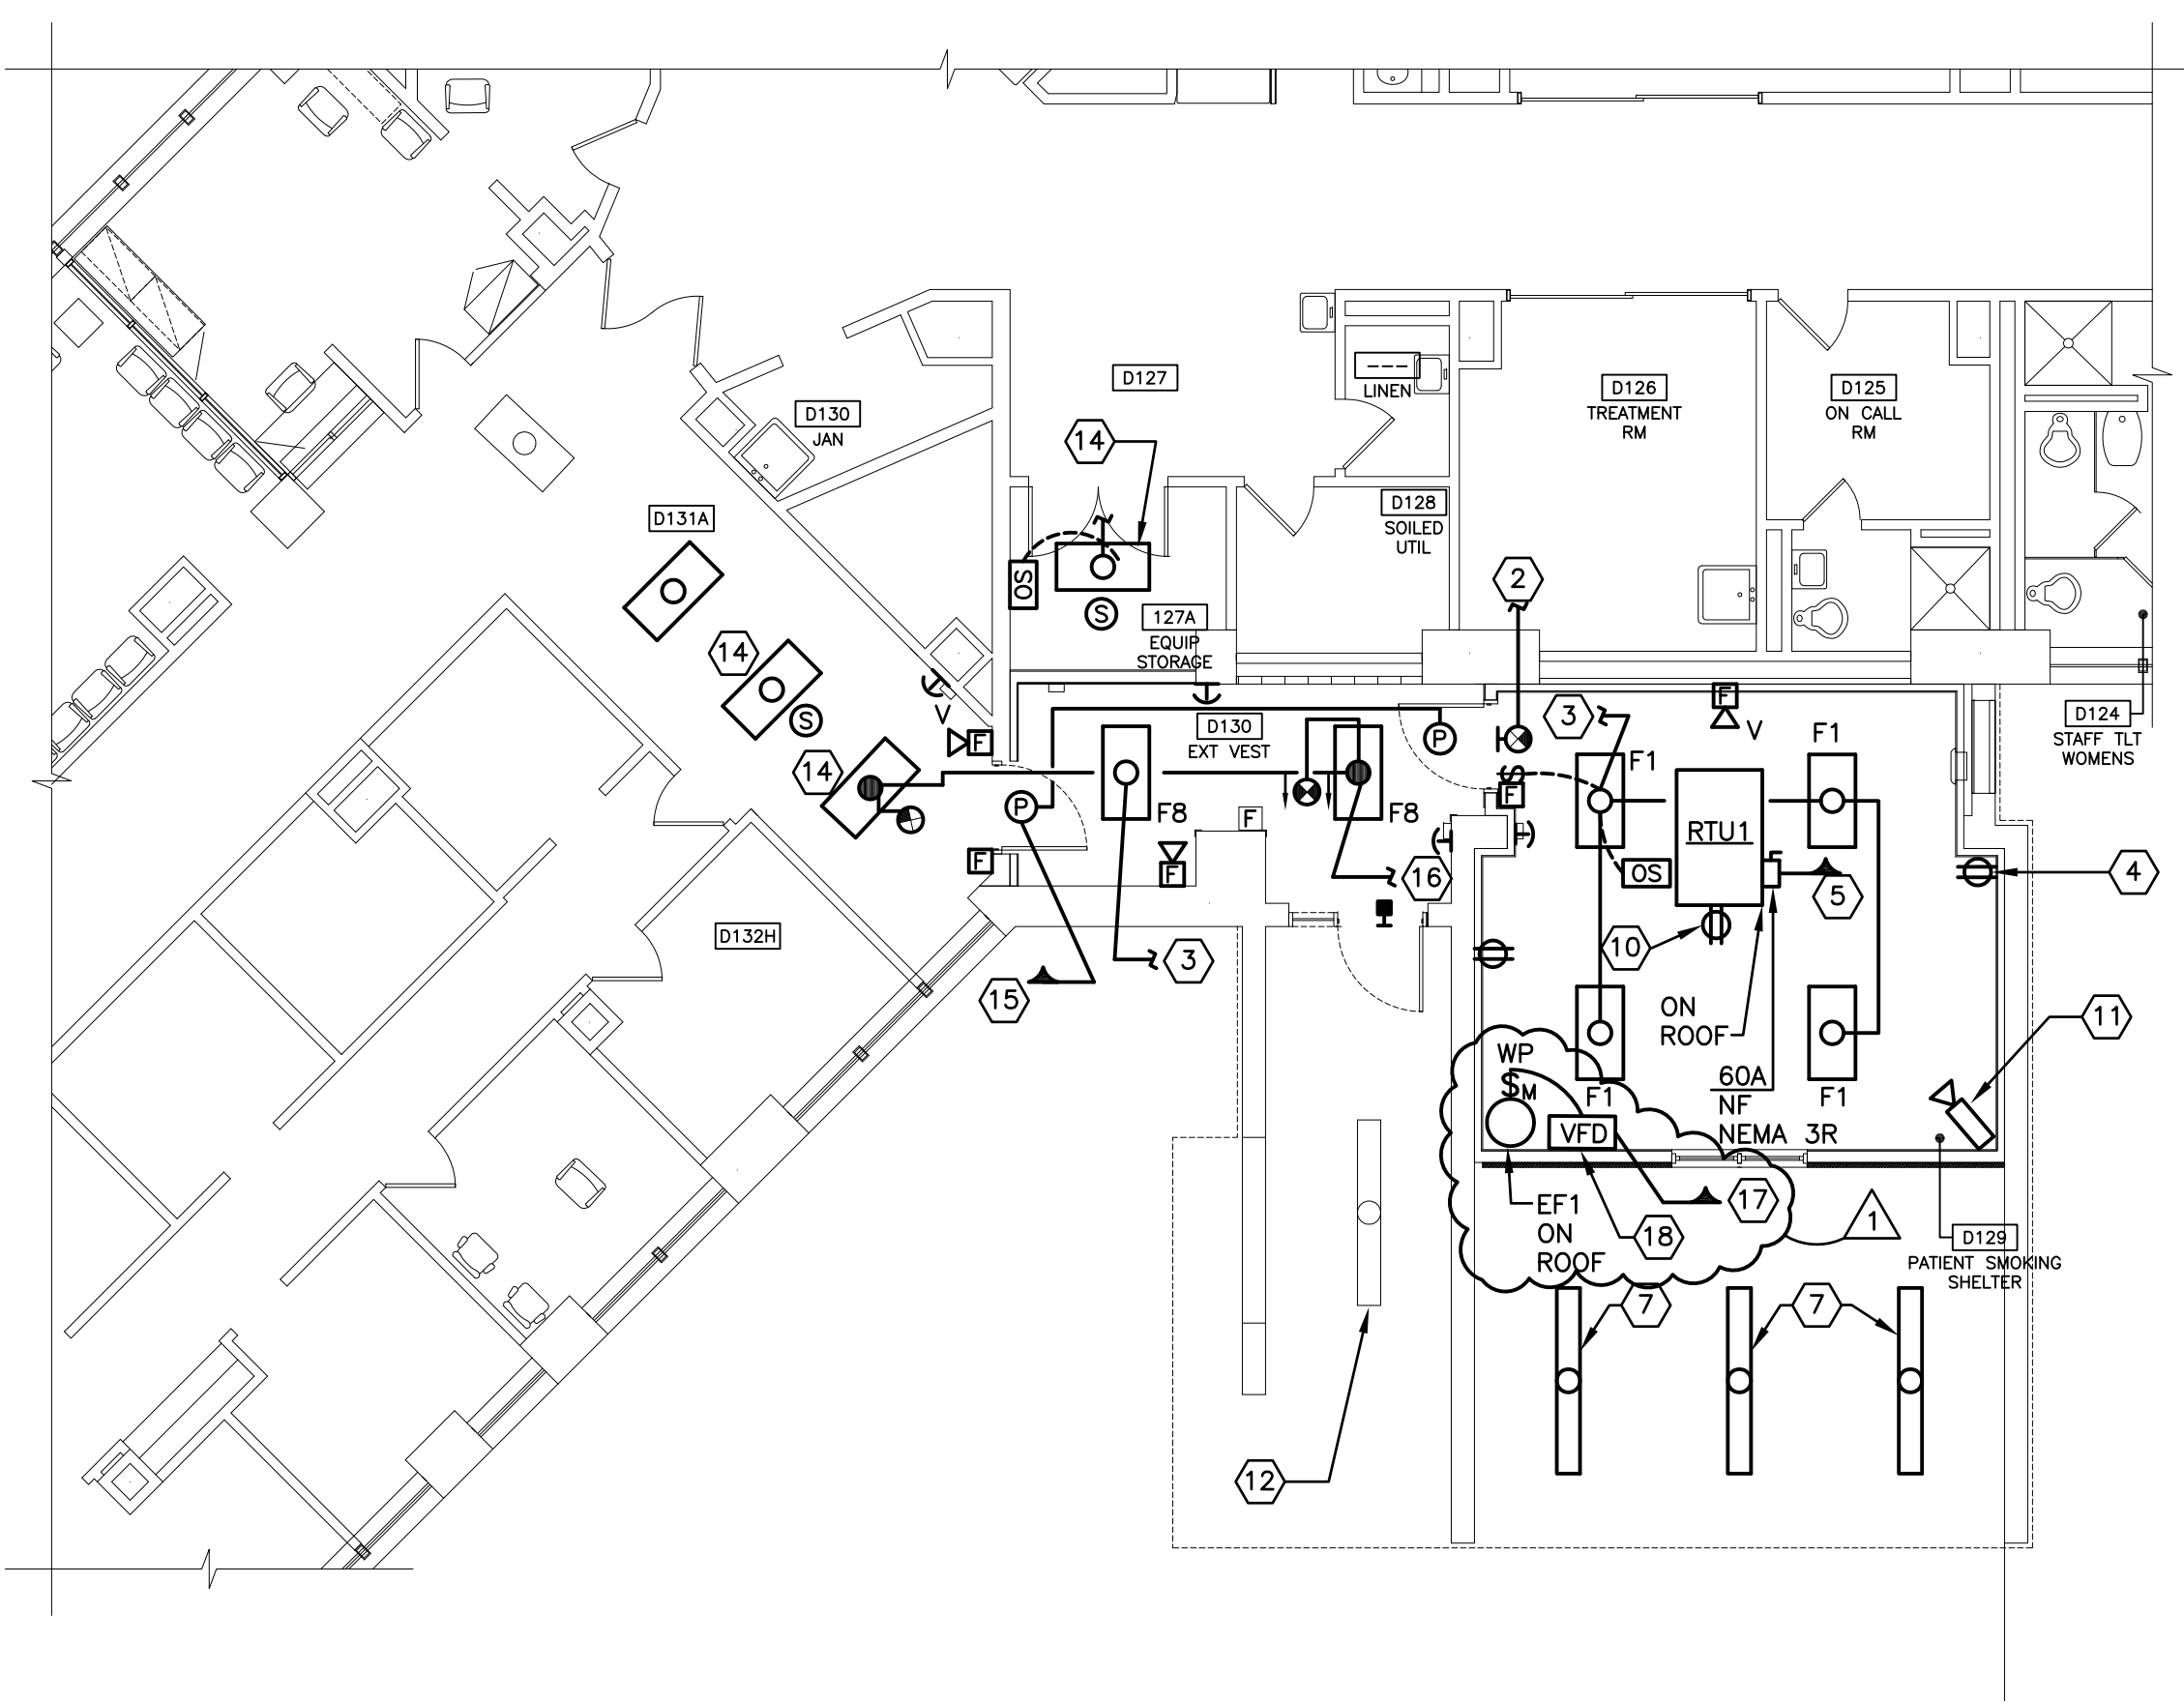 D127
LINEN
D126
TREATMENT
RM
D125
ON CALL
RM
D130
JAN
14
D131A
D128
SOILED
UTIL
OS
S
127A
EQUIP
STORAGE
2
14
S
V
F
D130
EXT VEST
P
3
F
V
F1
F1
D124
STAFF TLT
WOMENS
14
P
F8
F
F8
S
F
RTU1
OS
5
4
F
F
16
D132H
10
3
15
ON
ROOF
11
WP
$M
F1
60A
NF
NEMA 3R
F1
VFD
17
EF1
ON
ROOF
18
1
D129
PATIENT SMOKING
SHELTER
7
7
12